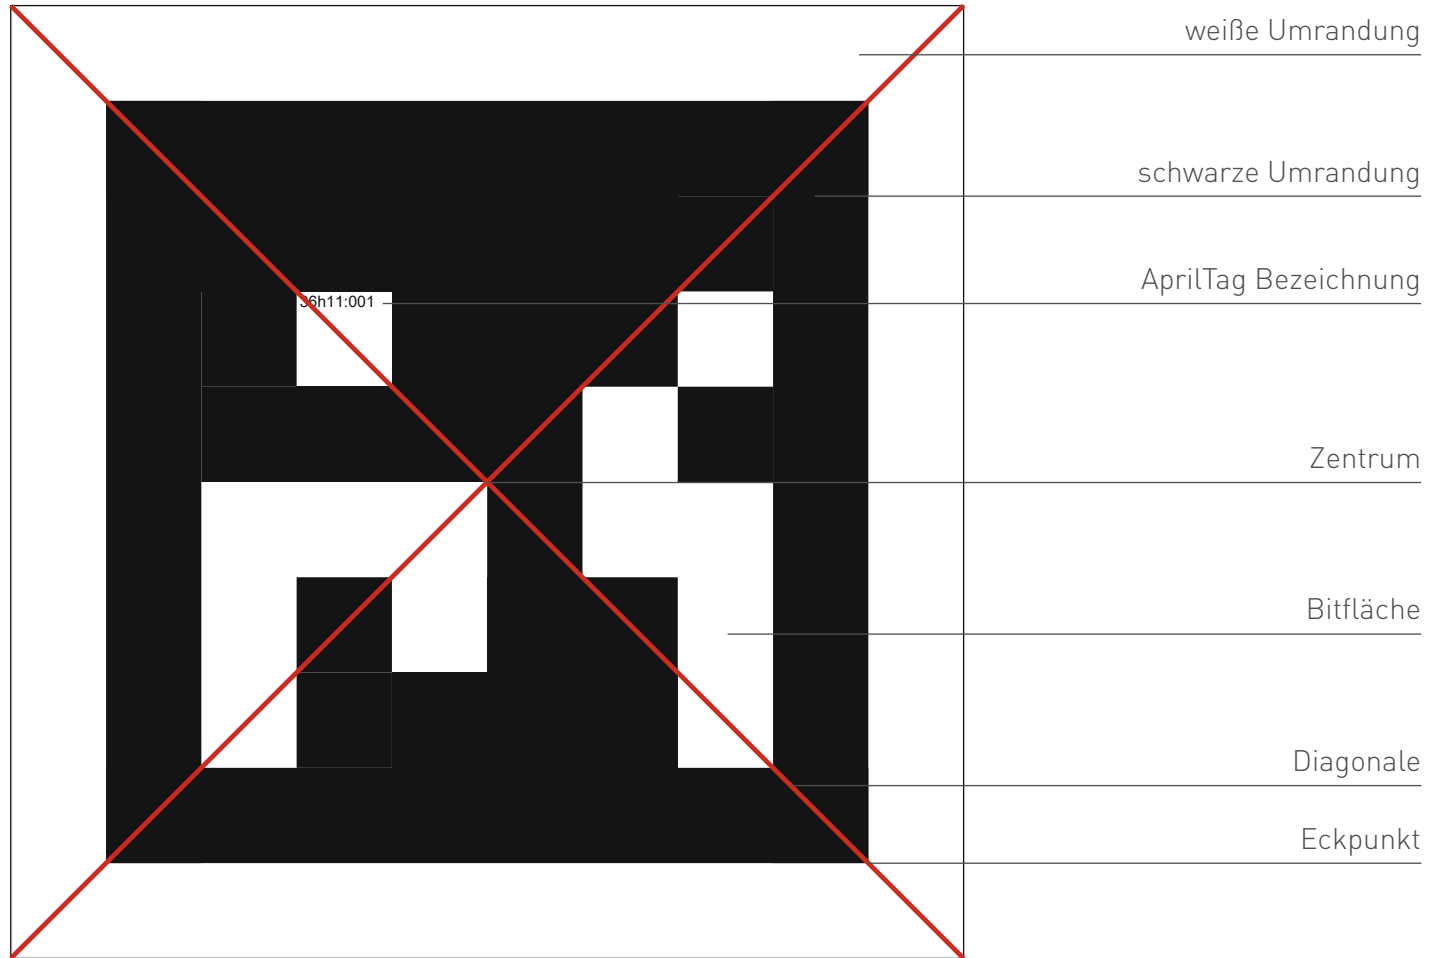 weiße Umrandung
schwarze Umrandung
AprilTag Bezeichnung
36h11:001
Zentrum
Bitfläche
Diagonale
Eckpunkt